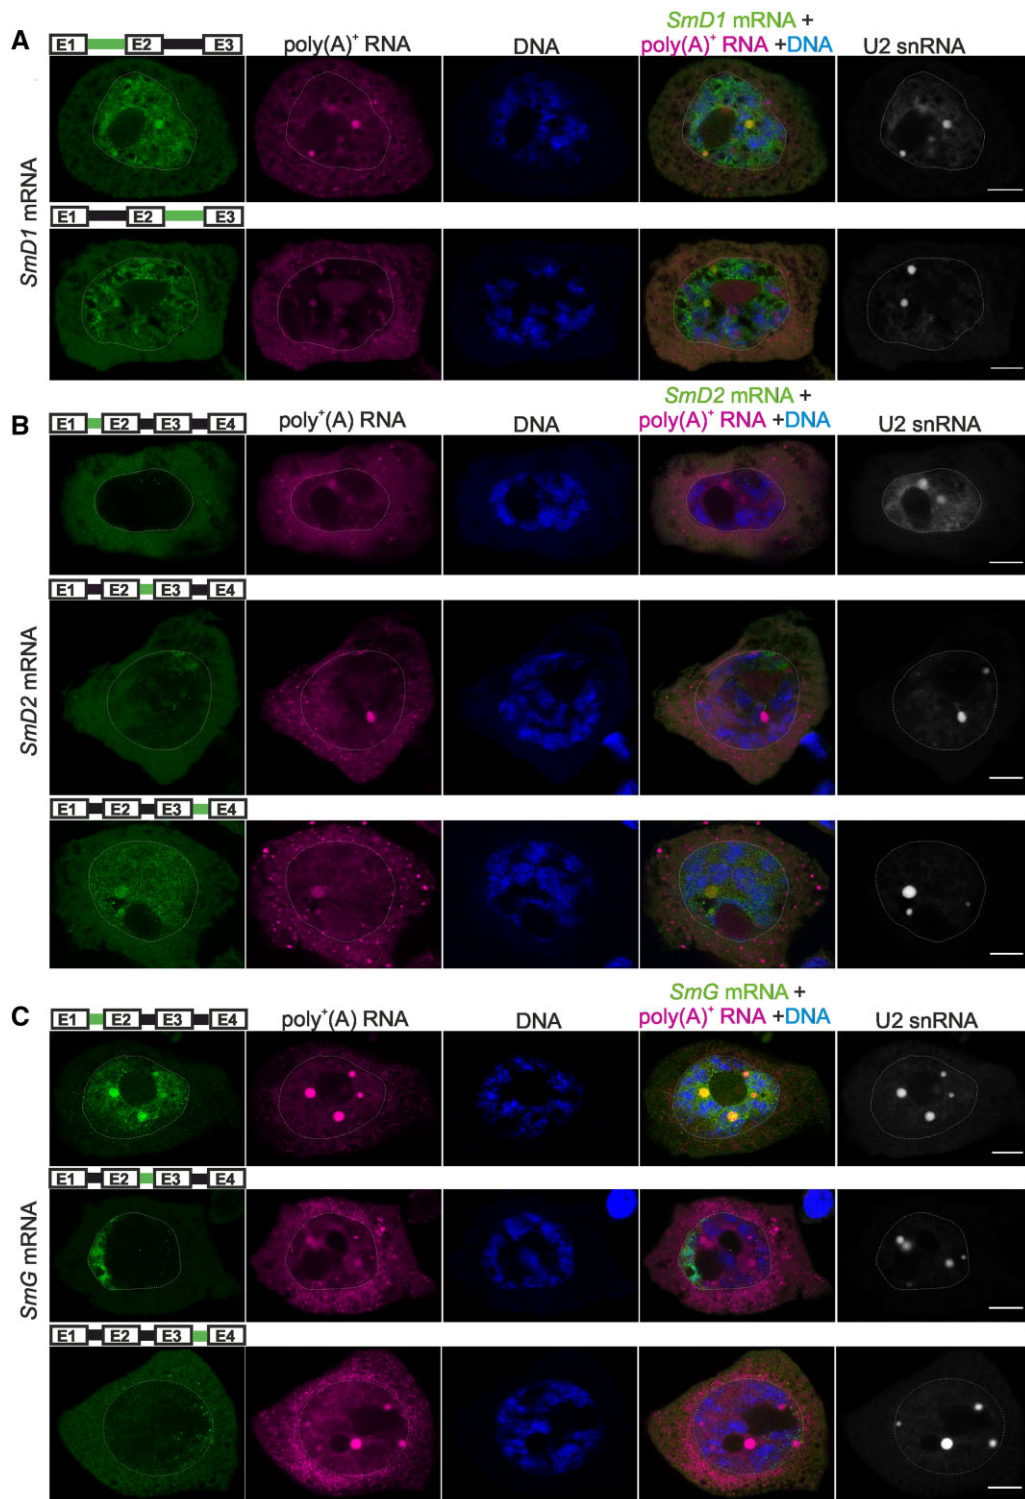 SmD1 mRNA +
A E1 E2 E3 poly(A)⁺ RNA DNA poly(A)⁺ RNA +DNA U2 snRNA
SmD1 mRNA
E1 E2 E3
SmD2 mRNA +
B E1 E2 E3 E4 poly⁺(A) RNA DNA poly(A)⁺ RNA +DNA U2 snRNA
E1 E2 E3 E4
SmD2 mRNA
E1 E2 E3 E4
SmG mRNA +
C E1 E2 E3 E4 poly⁺(A) RNA DNA poly(A)⁺ RNA +DNA U2 snRNA
E1 E2 E3 E4
SmG mRNA
E1 E2 E3 E4